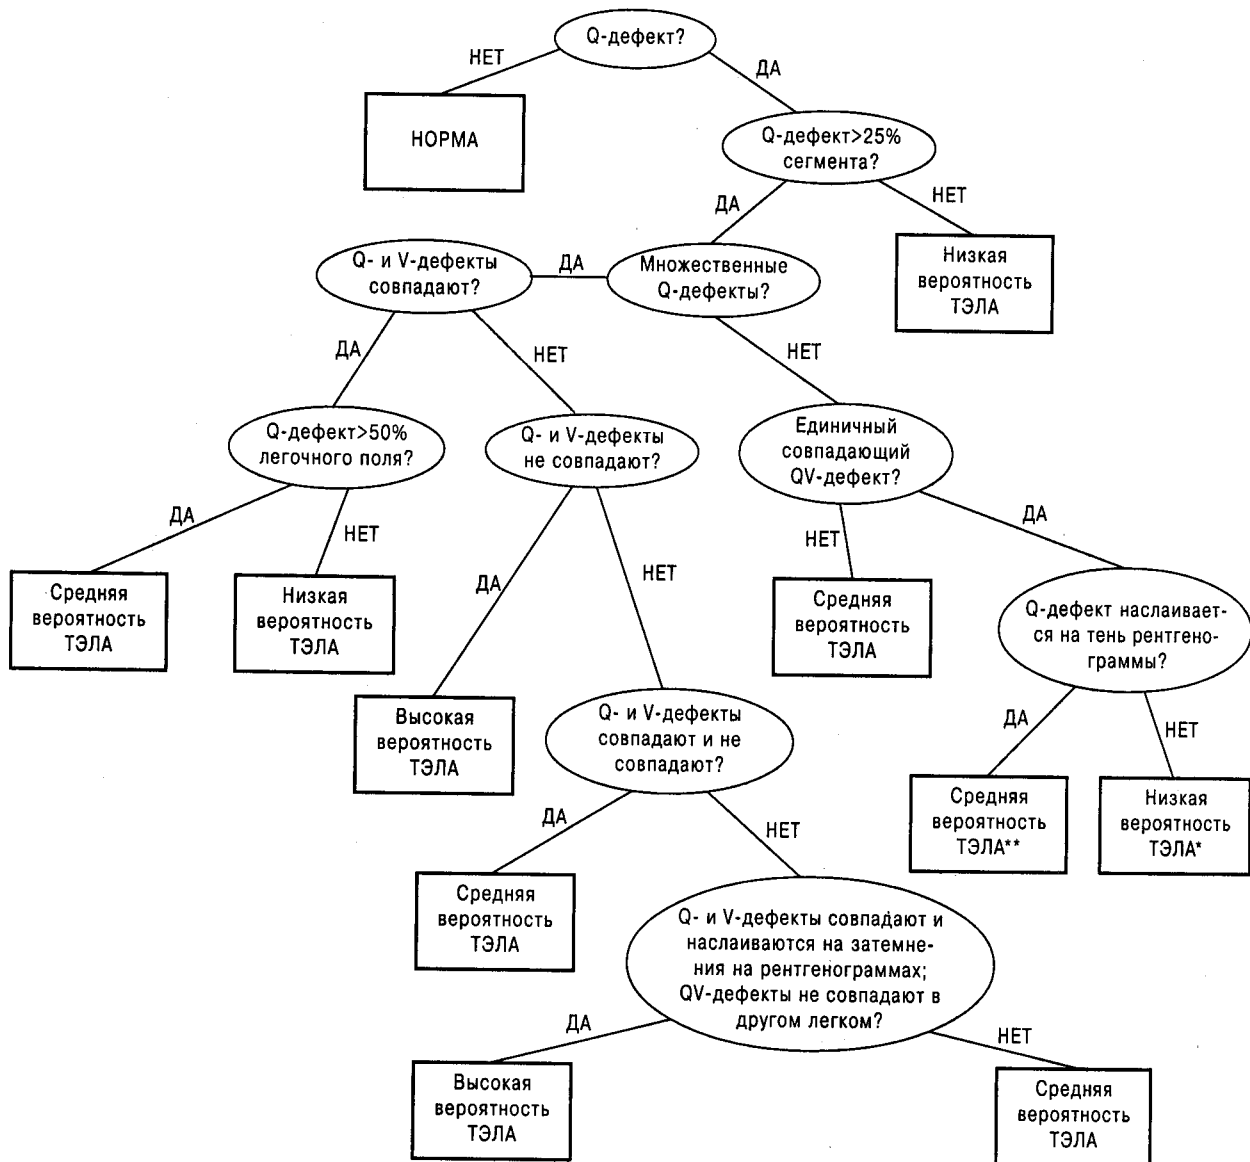 Q-дефект?
НЕТ
ДА
НОРМА
Q-дефект>25%
сегмента?
ДА
НЕТ
Q- и V-дефекты
совпадают?
ДА
Множественные
Q-дефекты?
Низкая
вероятность
ТЭЛА
ДА
НЕТ
НЕТ
Q-дефект>50%
легочного поля?
Q- и V-дефекты
не совпадают?
Единичный
совпадающий
QV-дефект?
ДА
НЕТ
ДА
НЕТ
НЕТ
ДА
Средняя
вероятность
ТЭЛА
Низкая
вероятность
ТЭЛА
Средняя
вероятность
ТЭЛА
Q-дефект наслаивает-
ся на тень рентгено-
граммы?
Высокая
вероятность
ТЭЛА
Q- и V-дефекты
совпадают и не
совпадают?
ДА
НЕТ
ДА
НЕТ
Средняя
вероятность
ТЭЛА**
Низкая
вероятность
ТЭЛА*
Средняя
вероятность
ТЭЛА
Q- и V-дефекты совпадают и
наслаиваются на затемне-
ния на рентгенограммах;
QV-дефекты не совпадают в
другом легком?
ДА
НЕТ
Высокая
вероятность
ТЭЛА
Средняя
вероятность
ТЭЛА